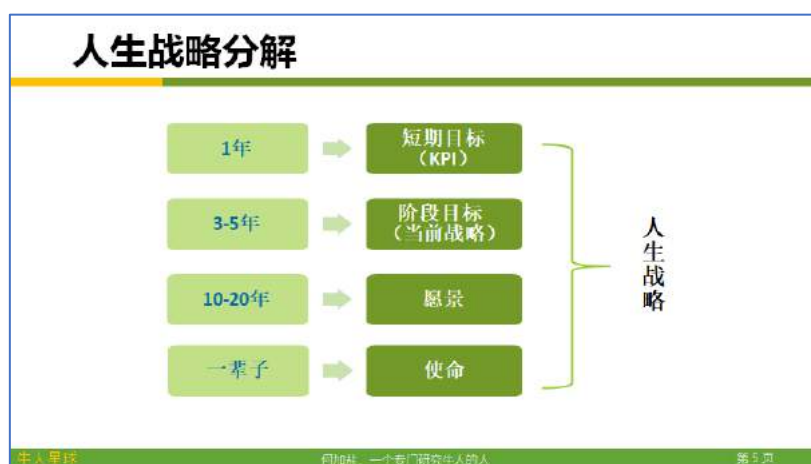 人生战略分解
1年
短期目标
（KPI）
3-5年
阶段目标
（当前战略）
10-20年
愿景
一辈子
使命
人生战略
牛人星球
何加盐，一个专门研究牛人的人
第 5 页